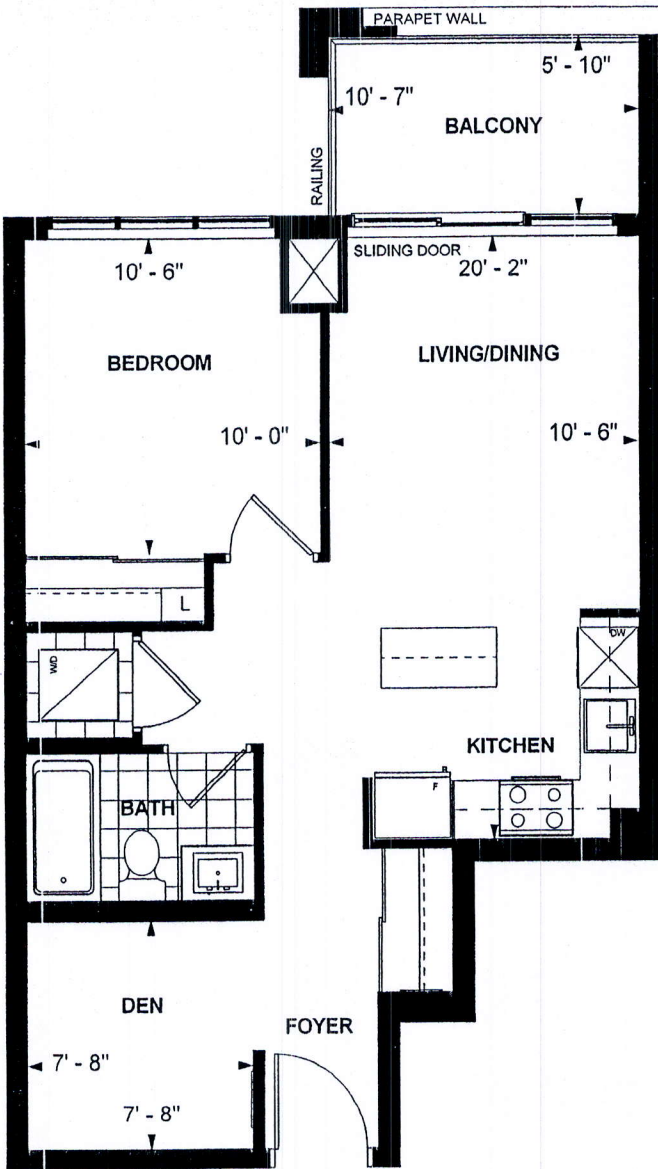 PARAPET WALL
5' - 10"
10' - 7"
BALCONY
RAILING
SLIDING DOOR
10' - 6"
20' - 2"
BEDROOM
LIVING/DINING
10' - 0"
10' - 6"
L
W/D
DW
KITCHEN
R
F
BATH
DEN
FOYER
7' - 8"
7' - 8"